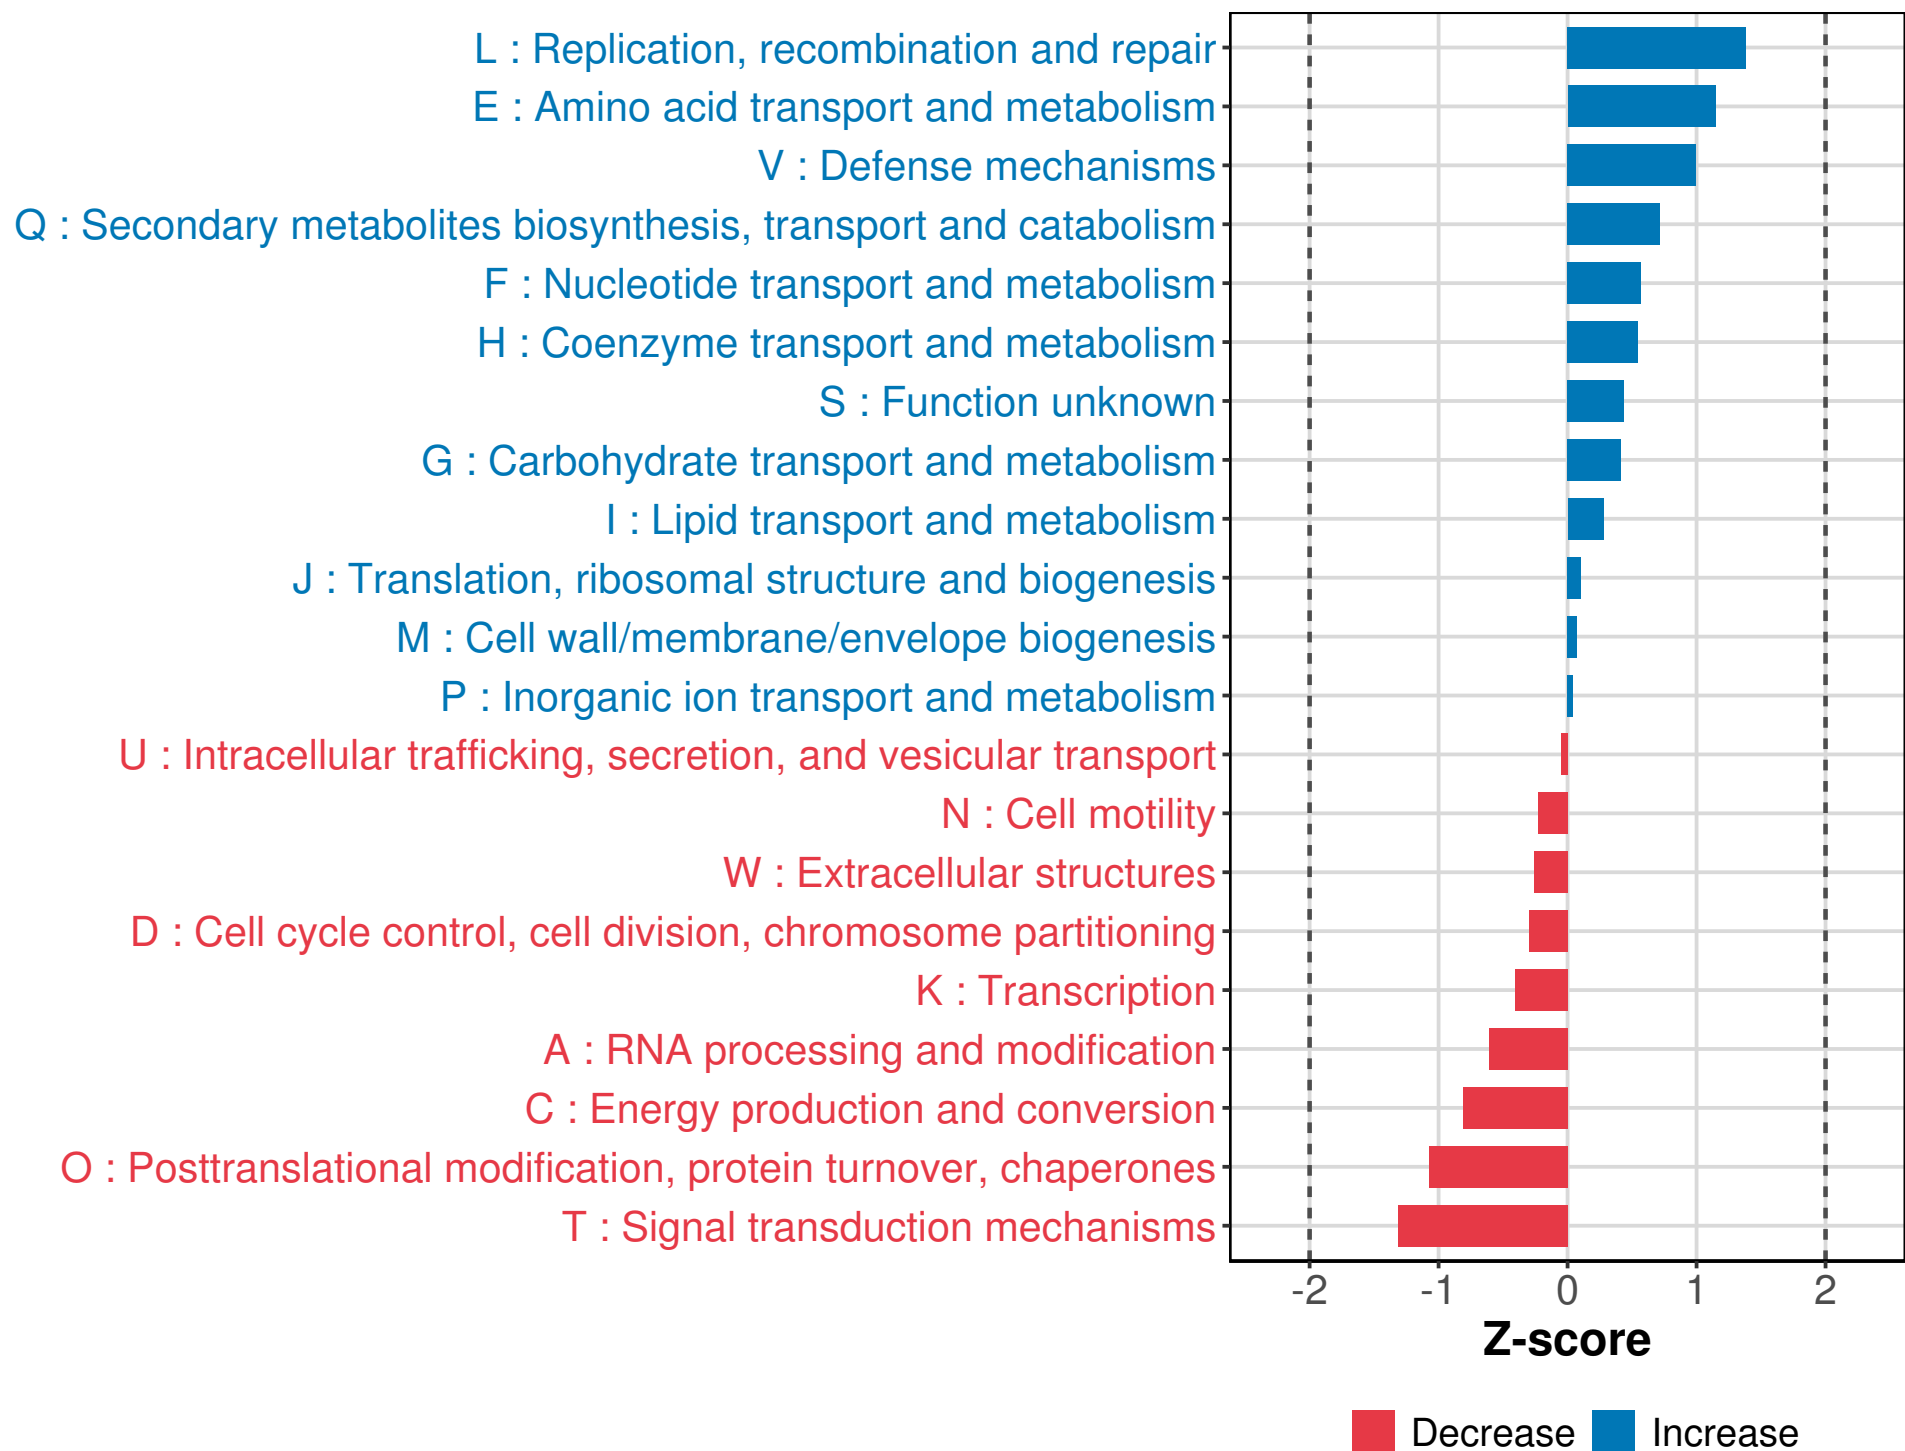 L : Replication, recombination and repair
E : Amino acid transport and metabolism
V : Defense mechanisms
Q : Secondary metabolites biosynthesis, transport and catabolism
F : Nucleotide transport and metabolism
H : Coenzyme transport and metabolism
S : Function unknown
G : Carbohydrate transport and metabolism
I : Lipid transport and metabolism
J : Translation, ribosomal structure and biogenesis
M : Cell wall/membrane/envelope biogenesis
P : Inorganic ion transport and metabolism
U : Intracellular trafficking, secretion, and vesicular transport
N : Cell motility
W : Extracellular structures
D : Cell cycle control, cell division, chromosome partitioning
K : Transcription
A : RNA processing and modification
C : Energy production and conversion
O : Posttranslational modification, protein turnover, chaperones
T : Signal transduction mechanisms
-2 -1 0 1 2
Z-score
Decrease Increase